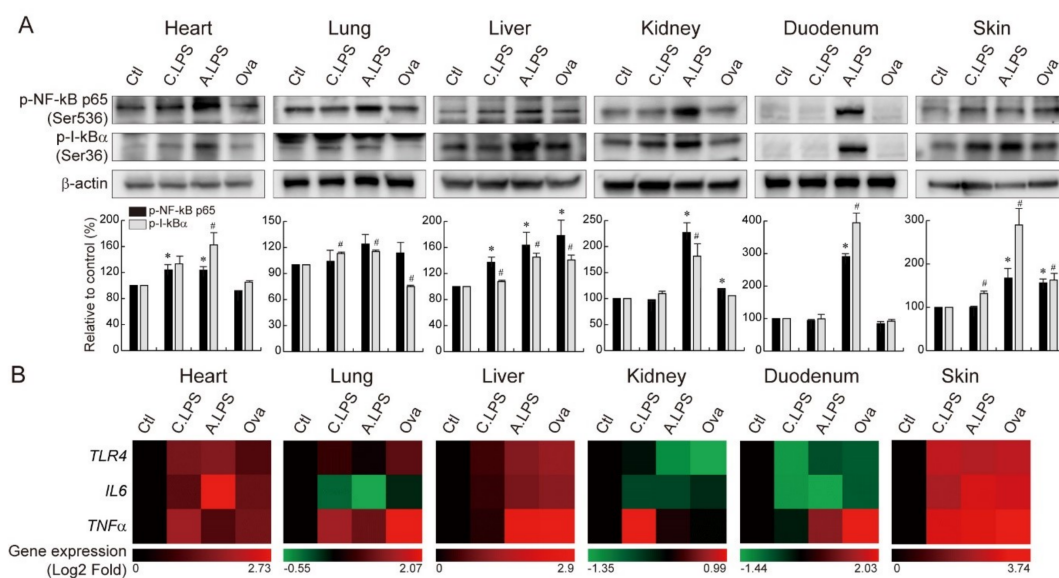 A
Heart Lung Liver Kidney Duodenum Skin
Ctl C.LPS A.LPS Ova Ctl C.LPS A.LPS Ova Ctl C.LPS A.LPS Ova Ctl C.LPS A.LPS Ova Ctl C.LPS A.LPS Ova Ctl C.LPS A.LPS Ova
p-NF-kB p65
(Ser536)
p-I-kBα
(Ser36)
β-actin
Relative to control (%)
p-NF-kB p65
p-I-kBα
200
160
120
80
40
0
* * #
150
120
90
60
30
0
# # #
200
160
120
80
40
0
* # * # * #
250
200
150
100
50
0
* # *
400
300
200
100
0
* #
300
200
100
0
# * # * #
B
Heart Lung Liver Kidney Duodenum Skin
Ctl C.LPS A.LPS Ova Ctl C.LPS A.LPS Ova Ctl C.LPS A.LPS Ova Ctl C.LPS A.LPS Ova Ctl C.LPS A.LPS Ova Ctl C.LPS A.LPS Ova
TLR4
IL6
TNFα
Gene expression
(Log2 Fold)
0 2.73 -0.55 2.07 0 2.9 -1.35 0.99 -1.44 2.03 0 3.74